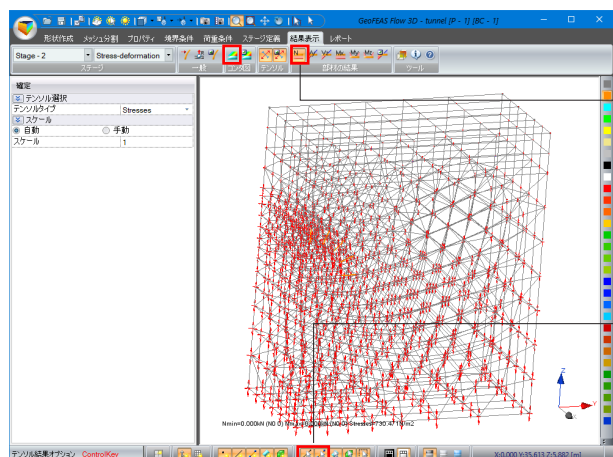 GeoFEAS Flow 3D - tunnel [P - 1] [BC - 1]
形状作成 メッシュ分割 プロパティ 境界条件 荷重条件 ステージ定義 結果表示 レポート
Stage - 2 Stress-deformation
ステージ 一般 コンタ図 テンソル 部材の結果 ツール
確定
テンソル選択
テンソルタイプ Stresses
スケール
自動 手動
スケール 1
Z
テンソル結果オプション ControlKey X:0.000 Y:35.613 Z:5.882 [m]